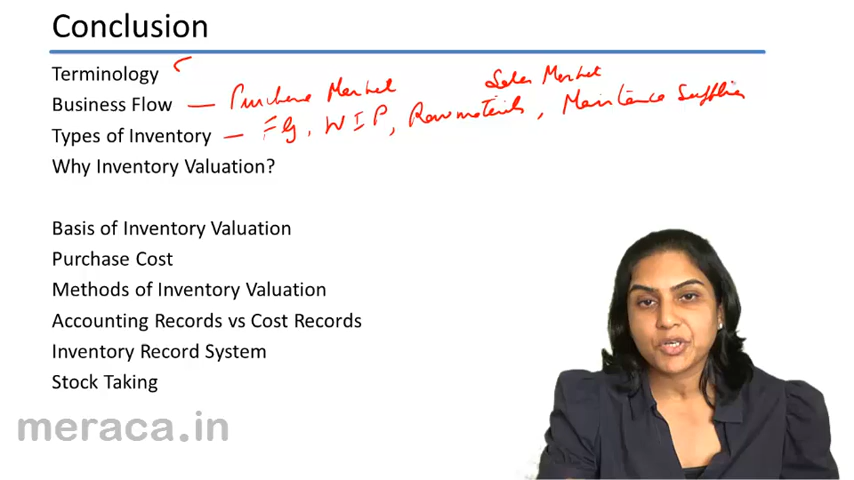 Conclusion
Terminology
Business Flow — Purchase Market Sales Market
Types of Inventory — FG, WIP, Raw materials, Maintance Supplies
Why Inventory Valuation?
Basis of Inventory Valuation
Purchase Cost
Methods of Inventory Valuation
Accounting Records vs Cost Records
Inventory Record System
Stock Taking
meraca.in